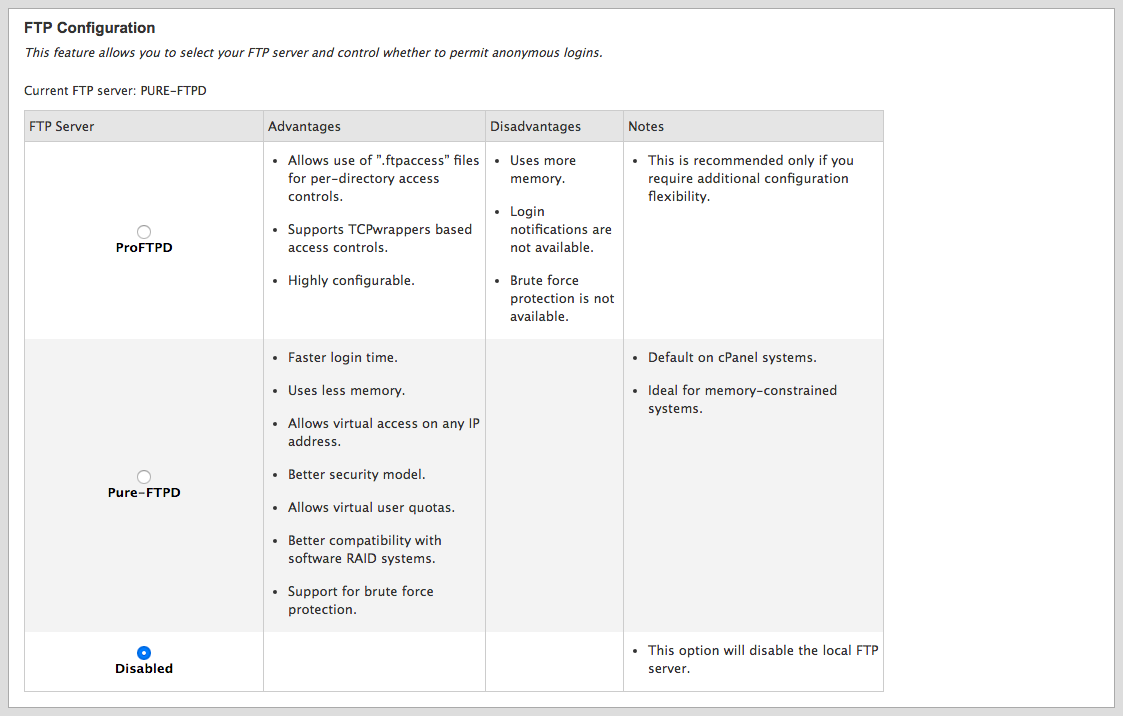 FTP Configuration
This feature allows you to select your FTP server and control whether to permit anonymous logins.
Current FTP server: PURE-FTPD
FTP Server
Advantages
Disadvantages
Notes
ProFTPD
• Allows use of ".ftpaccess" files
for per-directory access
controls.
• Supports TCPwrappers based
access controls.
• Highly configurable.
• Uses more
memory.
• Login
notifications are
not available.
• Brute force
protection is not
available.
• This is recommended only if you
require additional configuration
flexibility.
Pure-FTPD
• Faster login time.
• Uses less memory.
• Allows virtual access on any IP
address.
• Better security model.
• Allows virtual user quotas.
• Better compatibility with
software RAID systems.
• Support for brute force
protection.
• Default on cPanel systems.
• Ideal for memory-constrained
systems.
Disabled
• This option will disable the local FTP
server.